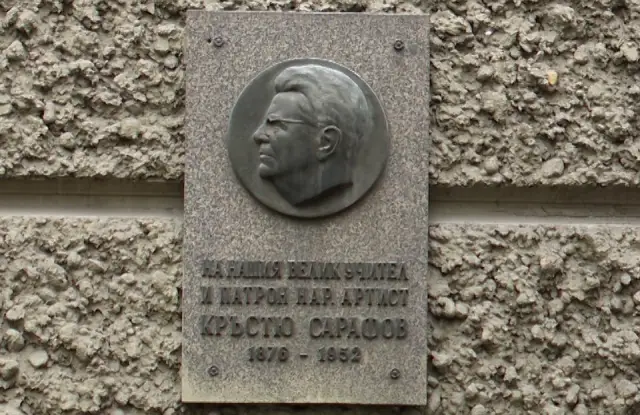 НА НАШИЯ ВЕЛИК УЧИТЕЛ
И ПАТРОН НАР. АРТИСТ
КРЪСТЮ САРАФОВ
1876 - 1952